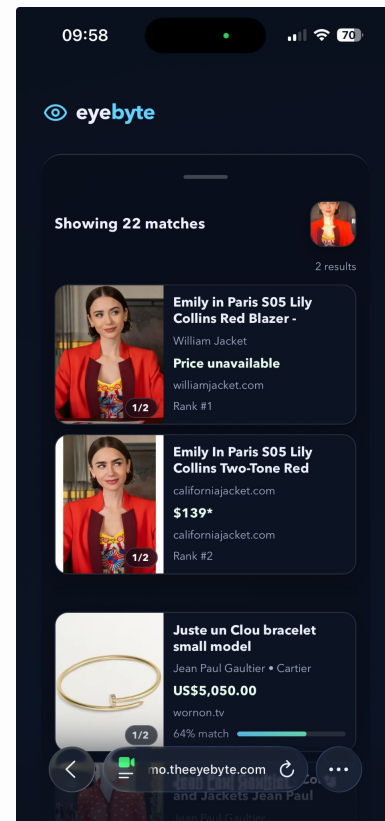 09:58
70
eyebyte
Showing 22 matches
2 results
Emily in Paris S05 Lily
Collins Red Blazer -
William Jacket
Price unavailable
williamjacket.com
Rank #1
1/2
Emily In Paris S05 Lily
Collins Two-Tone Red
californiajacket.com
$139*
californiajacket.com
Rank #2
1/2
Juste un Clou bracelet
small model
Jean Paul Gaultier • Cartier
US$5,050.00
wornon.tv
64% match
1/2
mo.theeyebyte.com
and Jackets Jean Paul
Jean Paul Gaultier